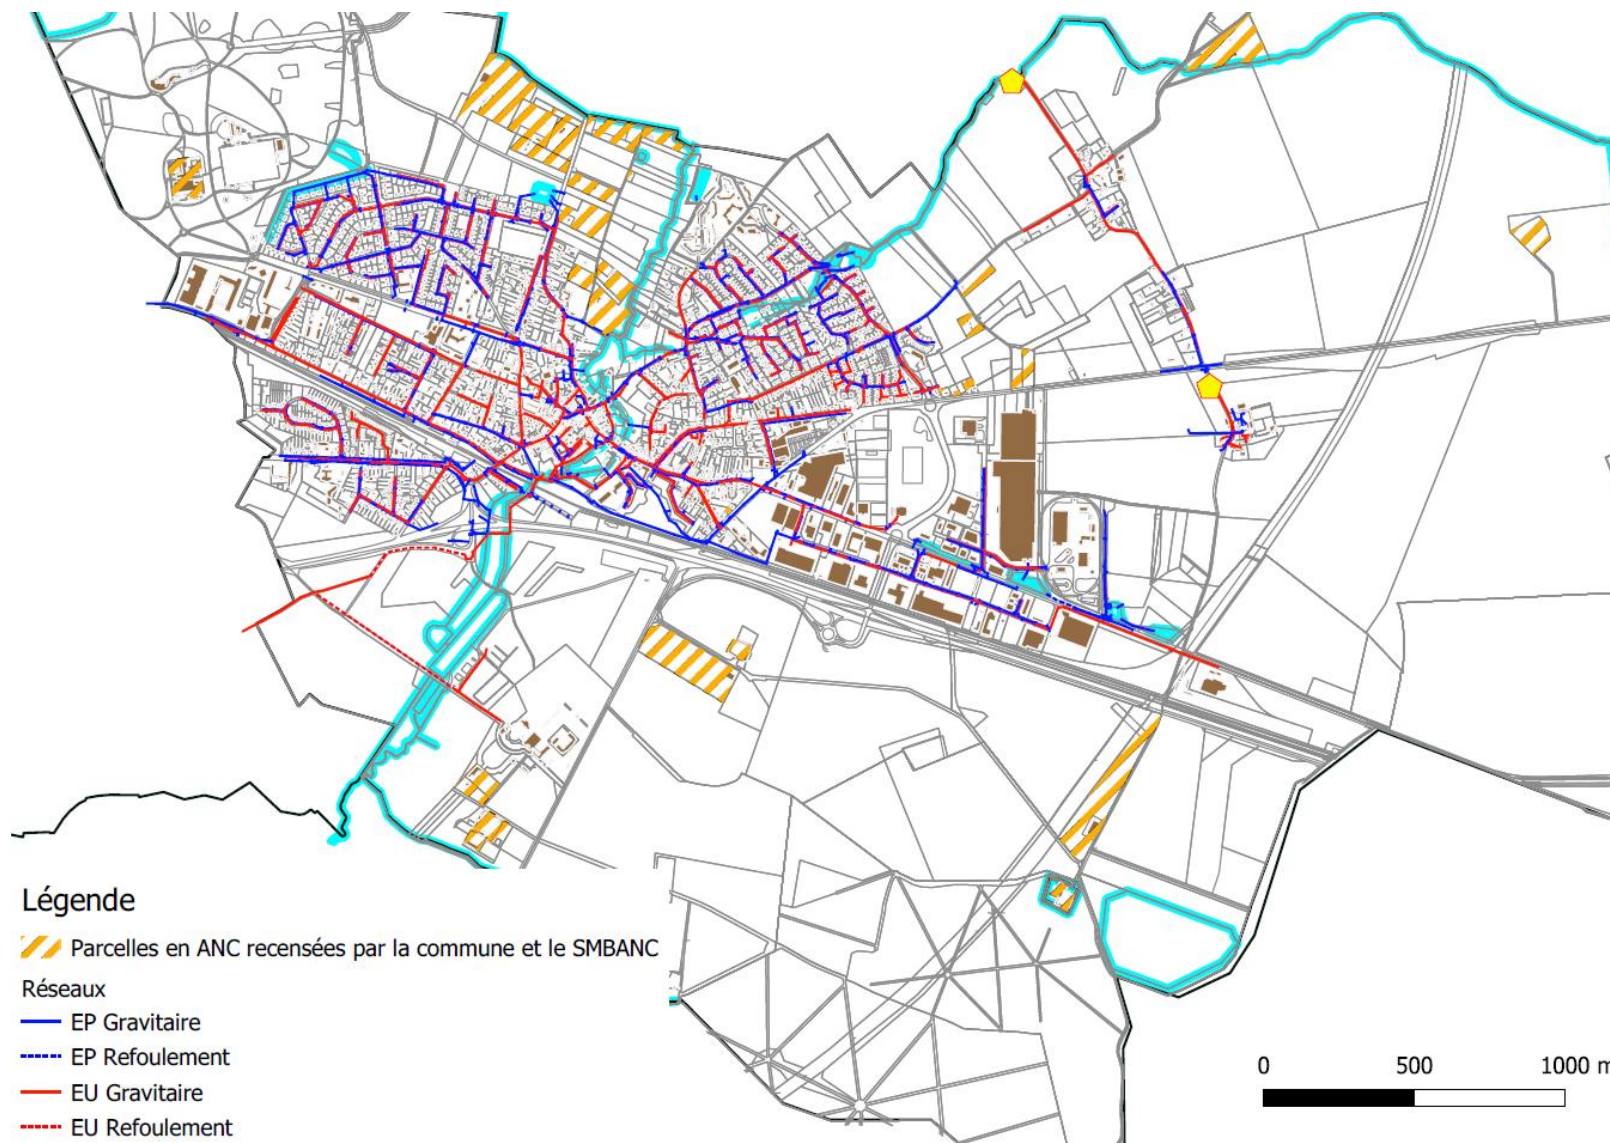 Légende
Parcelles en ANC recensées par la commune et le SMBANC
Réseaux
EP Gravitaire
EP Refoulement
EU Gravitaire
EU Refoulement
0 500 1000 m